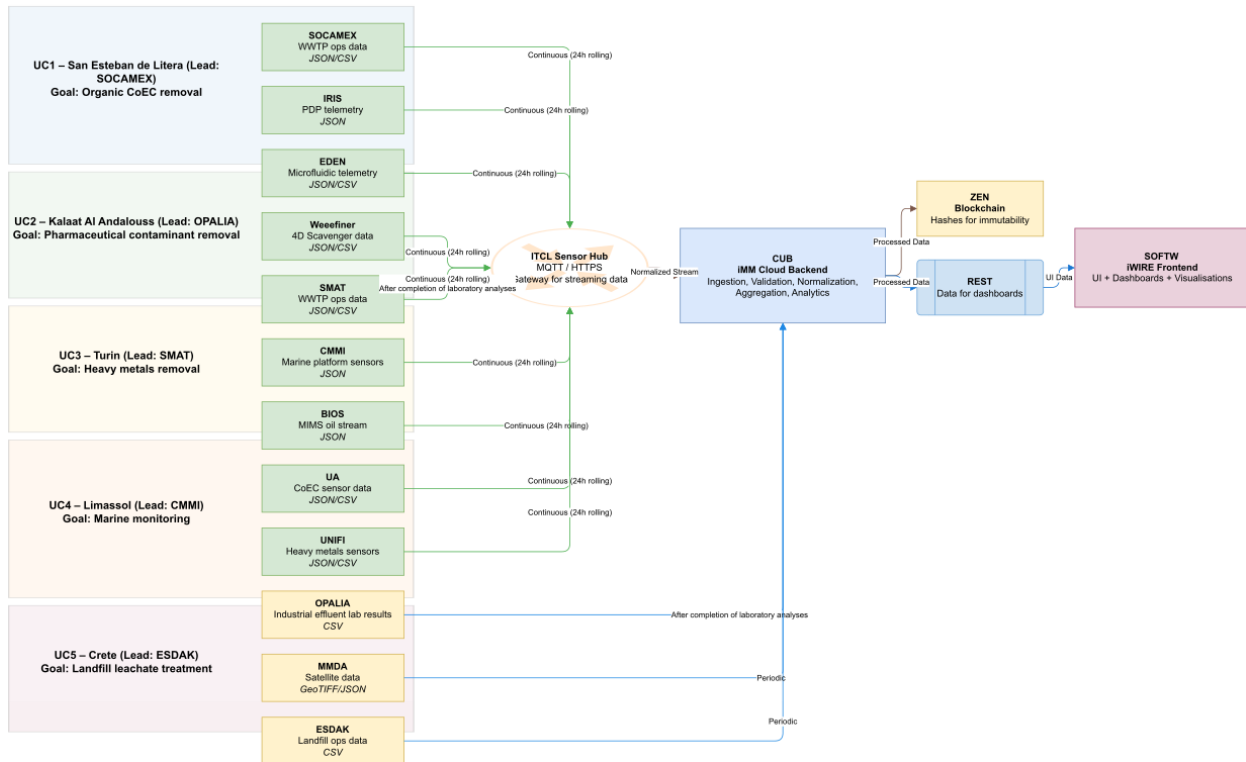 UC1 – San Esteban de Litera (Lead:
SOCAMEX)
Goal: Organic CoEC removal
SOCAMEX
WWTP ops data
JSON/CSV
Continuous (24h rolling)
IRIS
PDP telemetry
JSON
Continuous (24h rolling)
EDEN
Microfluidic telemetry
JSON/CSV
Continuous (24h rolling)
UC2 – Kalaat Al Andalouss (Lead: OPALIA)
Goal: Pharmaceutical contaminant removal
Weeefiner
4D Scavenger data
JSON/CSV
Continuous (24h rolling)
SMAT
WWTP ops data
JSON/CSV
Continuous (24h rolling)
After completion of laboratory analyses
ITCL Sensor Hub
MQTT / HTTPS
Gateway for streaming data
Normalized Stream
CUB
iMM Cloud Backend
Ingestion, Validation, Normalization,
Aggregation, Analytics
Processed Data
Processed Data
ZEN
Blockchain
Hashes for immutability
REST
Data for dashboards
UI Data
SOFTW
iWIRE Frontend
UI + Dashboards + Visualisations
UC3 – Turin (Lead: SMAT)
Goal: Heavy metals removal
CMMI
Marine platform sensors
JSON
Continuous (24h rolling)
BIOS
MIMS oil stream
JSON
Continuous (24h rolling)
UC4 – Limassol (Lead: CMMI)
Goal: Marine monitoring
UA
CoEC sensor data
JSON/CSV
Continuous (24h rolling)
UNIFI
Heavy metals sensors
JSON/CSV
Continuous (24h rolling)
OPALIA
Industrial effluent lab results
CSV
After completion of laboratory analyses
UC5 – Crete (Lead: ESDAK)
Goal: Landfill leachate treatment
MMDA
Satellite data
GeoTIFF/JSON
Periodic
ESDAK
Landfill ops data
CSV
Periodic